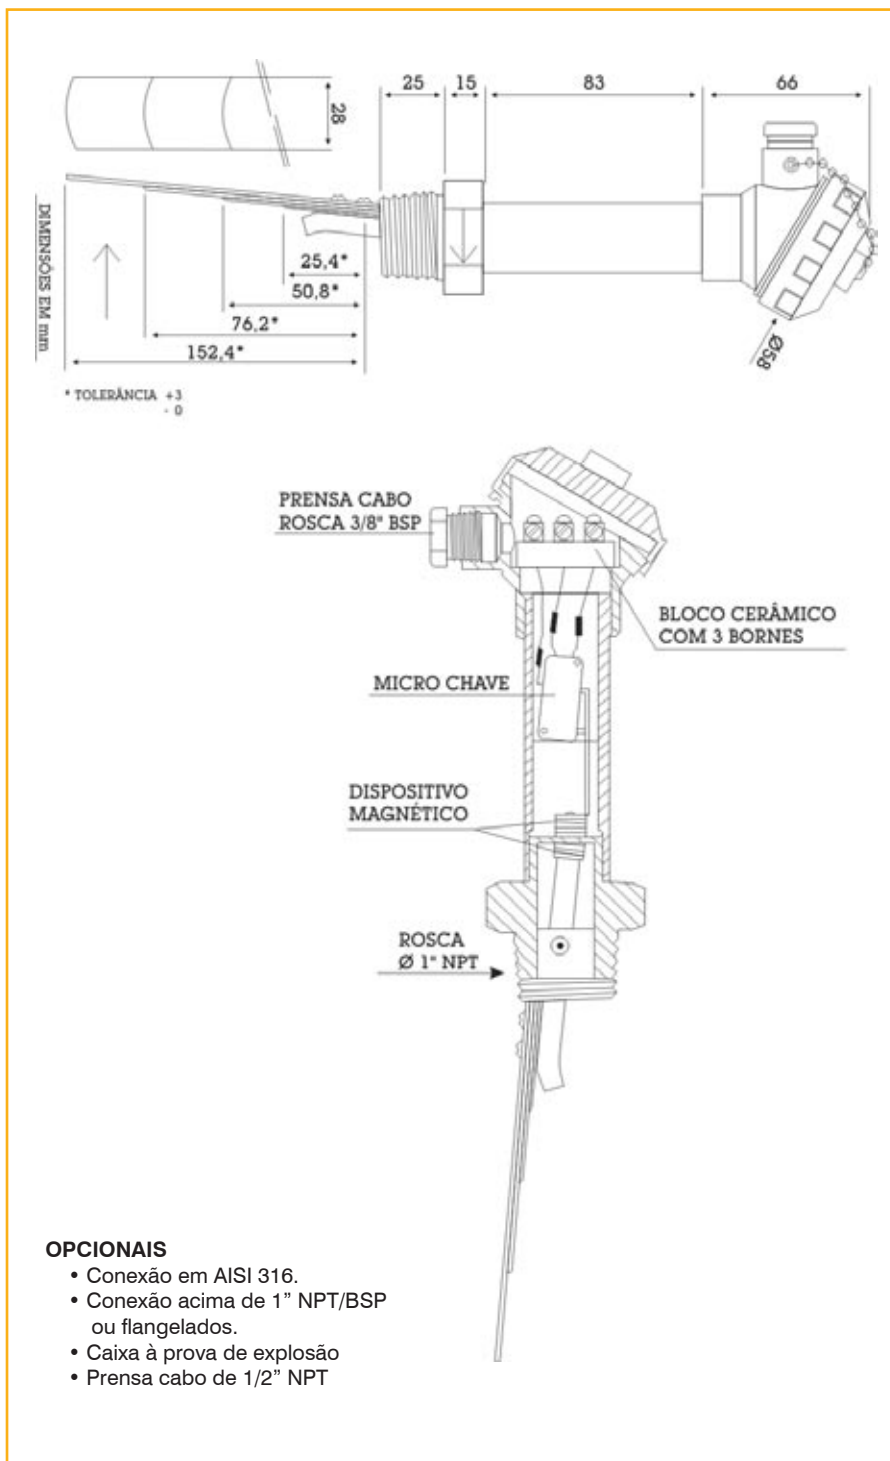 25
15
83
66
28
DIMENSÕES EM mm
25,4*
50,8*
76,2*
152,4*
Ø58
* TOLERÂNCIA +3
- 0
PRENSA CABO
ROSCA 3/8" BSP
BLOCO CERÂMICO
COM 3 BORNES
MICRO CHAVE
DISPOSITIVO
MAGNÉTICO
ROSCA
Ø 1" NPT
OPCIONAIS
• Conexão em AISI 316.
• Conexão acima de 1” NPT/BSP
ou flangelados.
• Caixa à prova de explosão
• Prensa cabo de 1/2” NPT